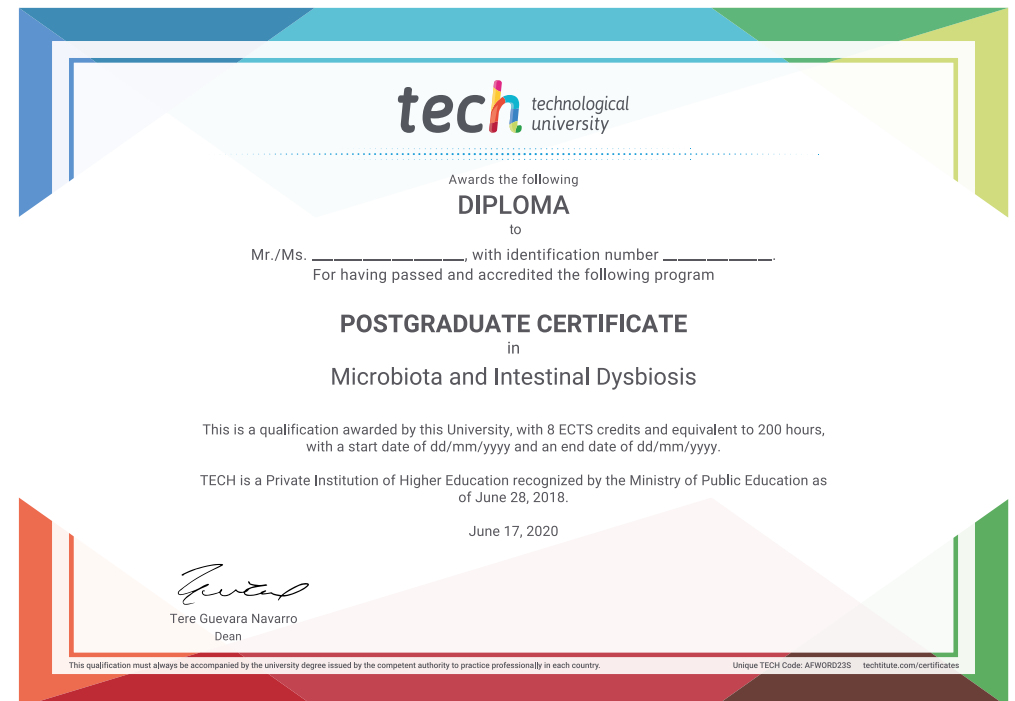 tech technological
university
Awards the following
DIPLOMA
to
Mr./Ms. ____________________, with identification number ______________.
For having passed and accredited the following program
POSTGRADUATE CERTIFICATE
in
Microbiota and Intestinal Dysbiosis
This is a qualification awarded by this University, with 8 ECTS credits and equivalent to 200 hours,
with a start date of dd/mm/yyyy and an end date of dd/mm/yyyy.
TECH is a Private Institution of Higher Education recognized by the Ministry of Public Education as
of June 28, 2018.
June 17, 2020
Tere Guevara Navarro
Dean
This qualification must always be accompanied by the university degree issued by the competent authority to practice professionally in each country.
Unique TECH Code: AFWORD23S techtitute.com/certificates